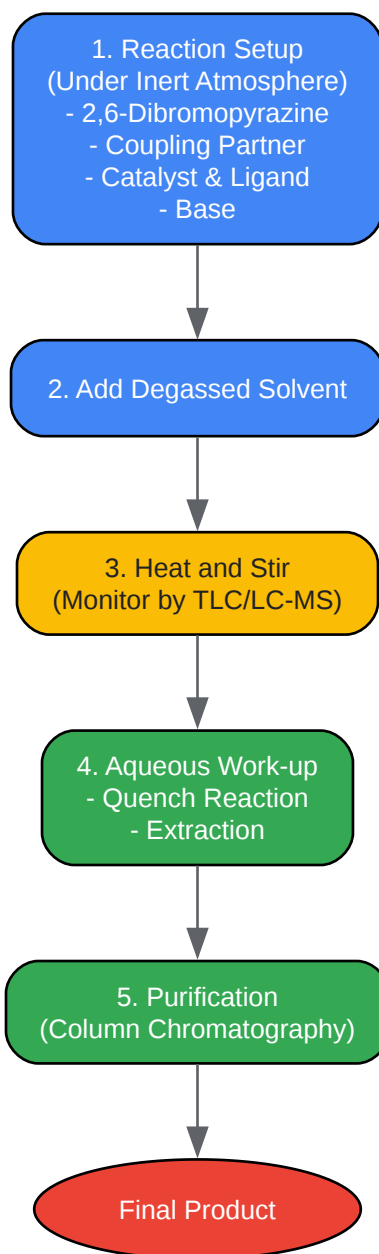 1. Reaction Setup
(Under Inert Atmosphere)
- 2,6-Dibromopyrazine
- Coupling Partner
- Catalyst & Ligand
- Base
2. Add Degassed Solvent
3. Heat and Stir
(Monitor by TLC/LC-MS)
4. Aqueous Work-up
- Quench Reaction
- Extraction
5. Purification
(Column Chromatography)
Final Product